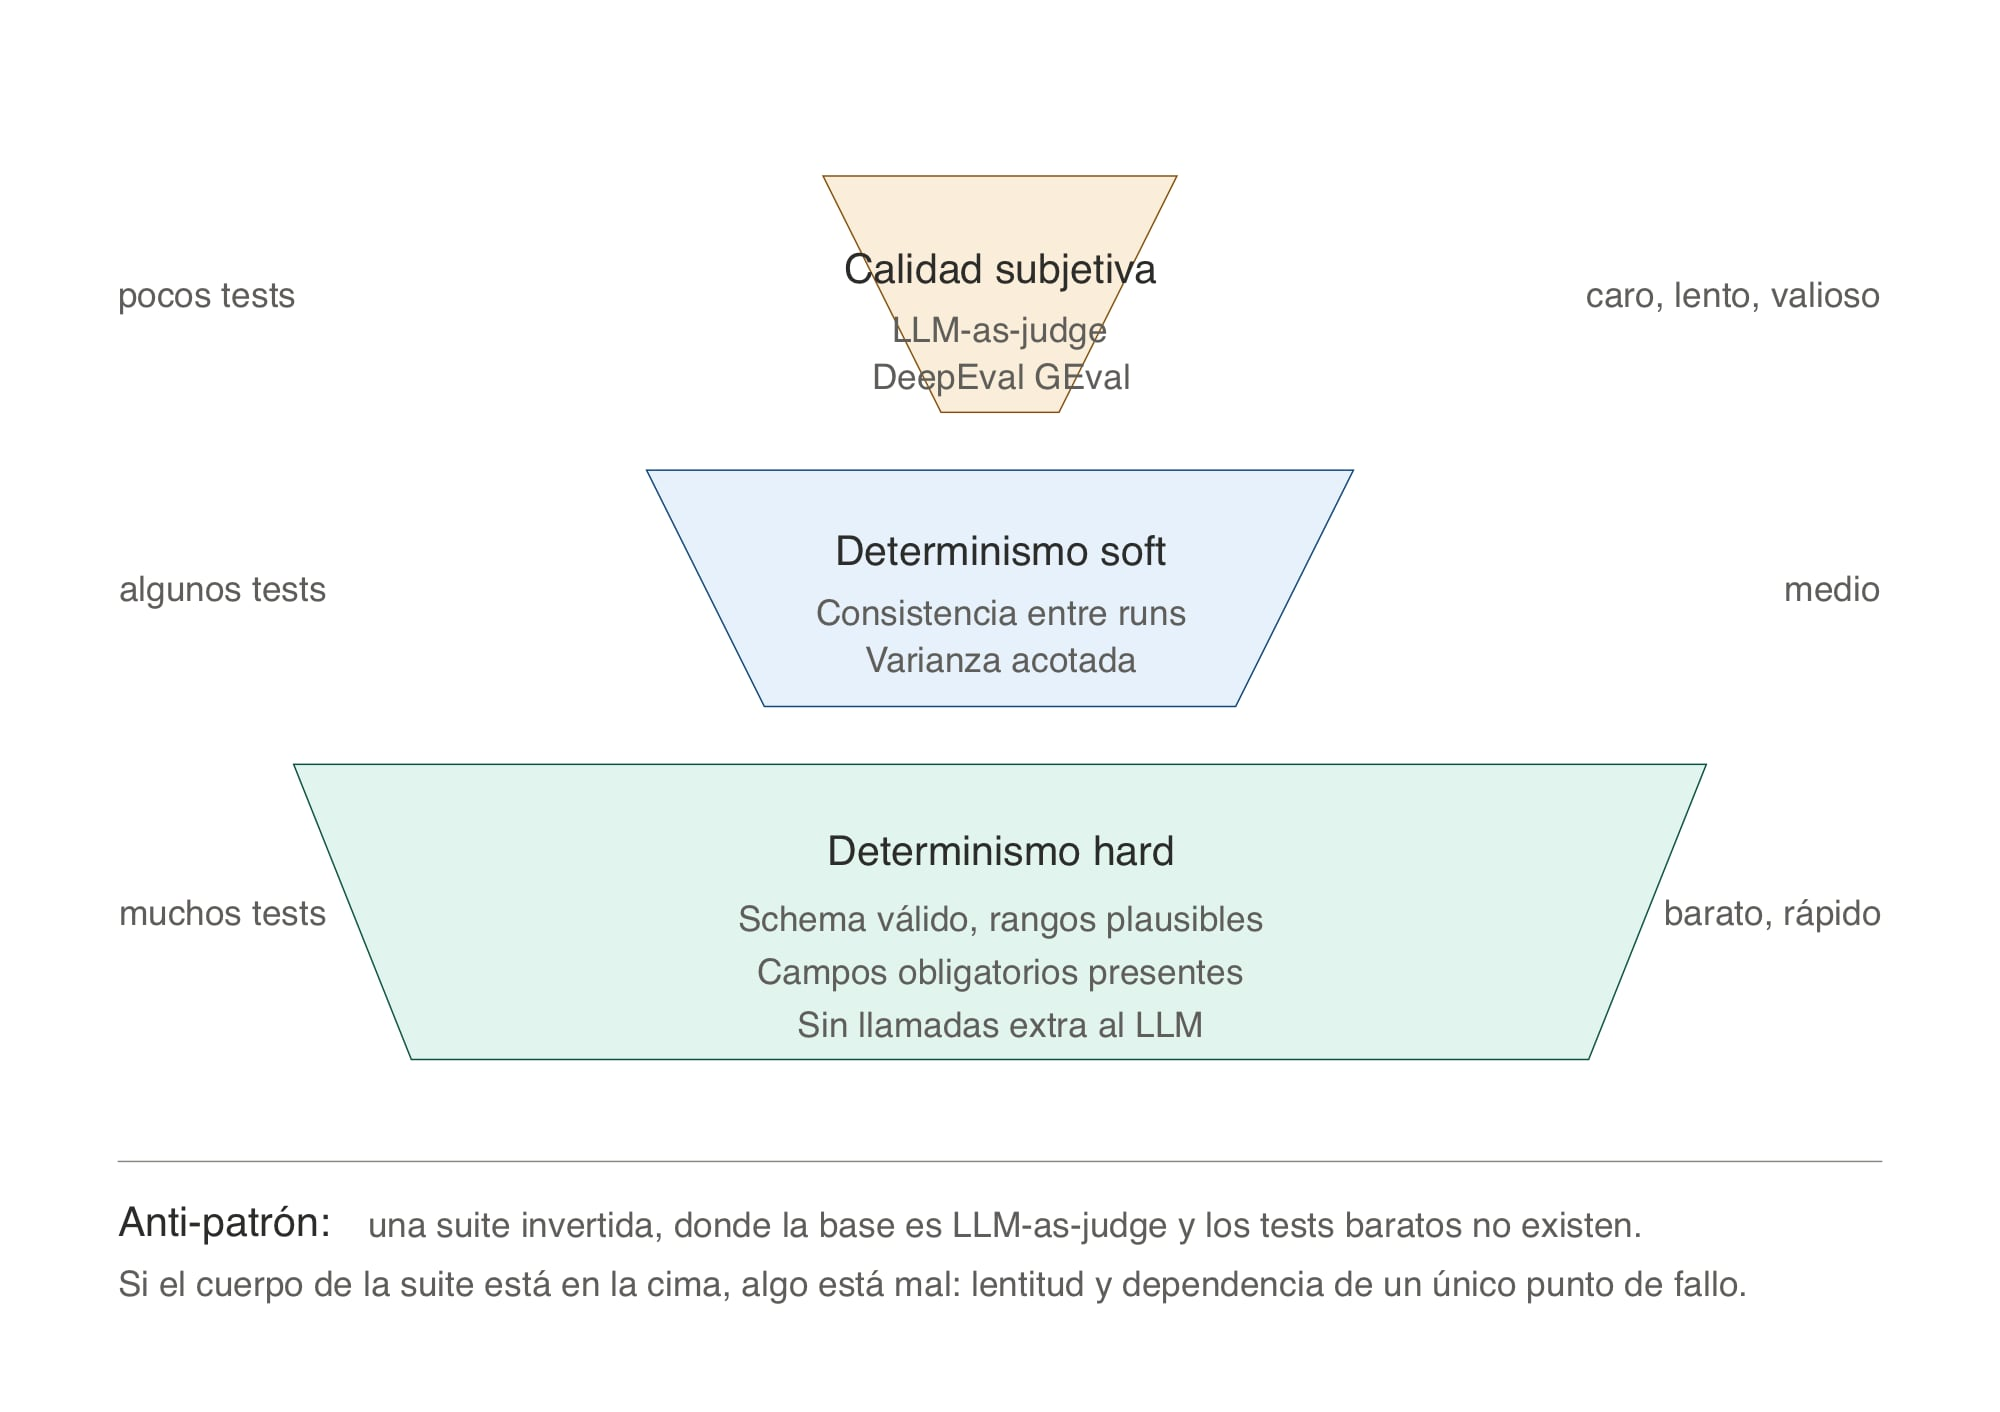 Calidad subjetiva
pocos tests
caro, lento, valioso
LLM-as-judge
DeepEval GEval
Determinismo soft
algunos tests
medio
Consistencia entre runs
Varianza acotada
Determinismo hard
muchos tests
barato, rápido
Schema válido, rangos plausibles
Campos obligatorios presentes
Sin llamadas extra al LLM
Anti-patrón: una suite invertida, donde la base es LLM-as-judge y los tests baratos no existen.
Si el cuerpo de la suite está en la cima, algo está mal: lentitud y dependencia de un único punto de fallo.